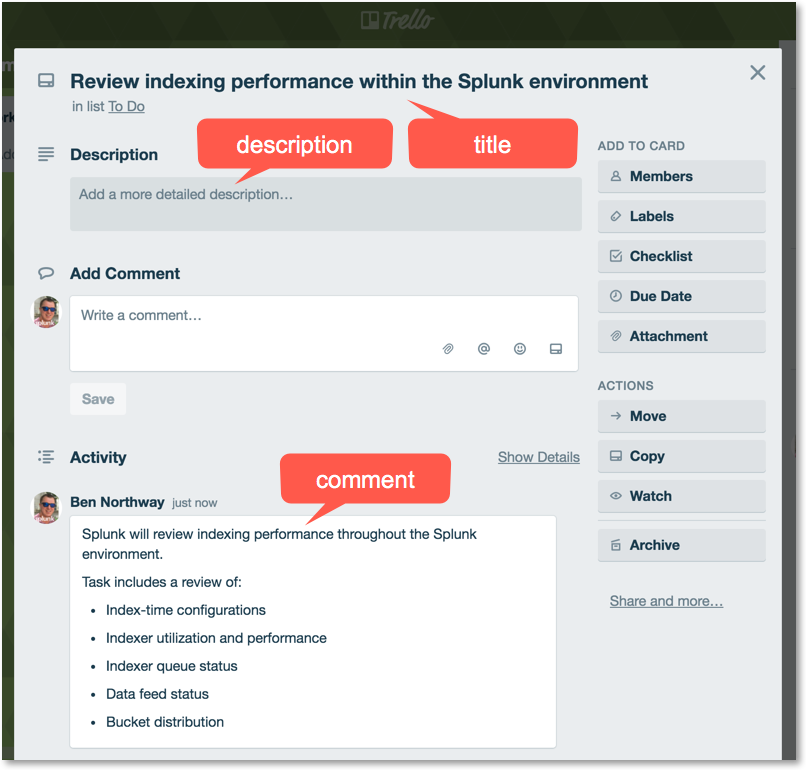 Trello
Review indexing performance within the Splunk environment
in list To Do
description
title
Description
Add a more detailed description…
Add Comment
splunk
Write a comment…
Save
Activity
Show Details
comment
splunk
Ben Northway just now
Splunk will review indexing performance throughout the Splunk
environment.
Task includes a review of:
• Index-time configurations
• Indexer utilization and performance
• Indexer queue status
• Data feed status
• Bucket distribution
ADD TO CARD
Members
Labels
Checklist
Due Date
Attachment
ACTIONS
Move
Copy
Watch
Archive
Share and more…